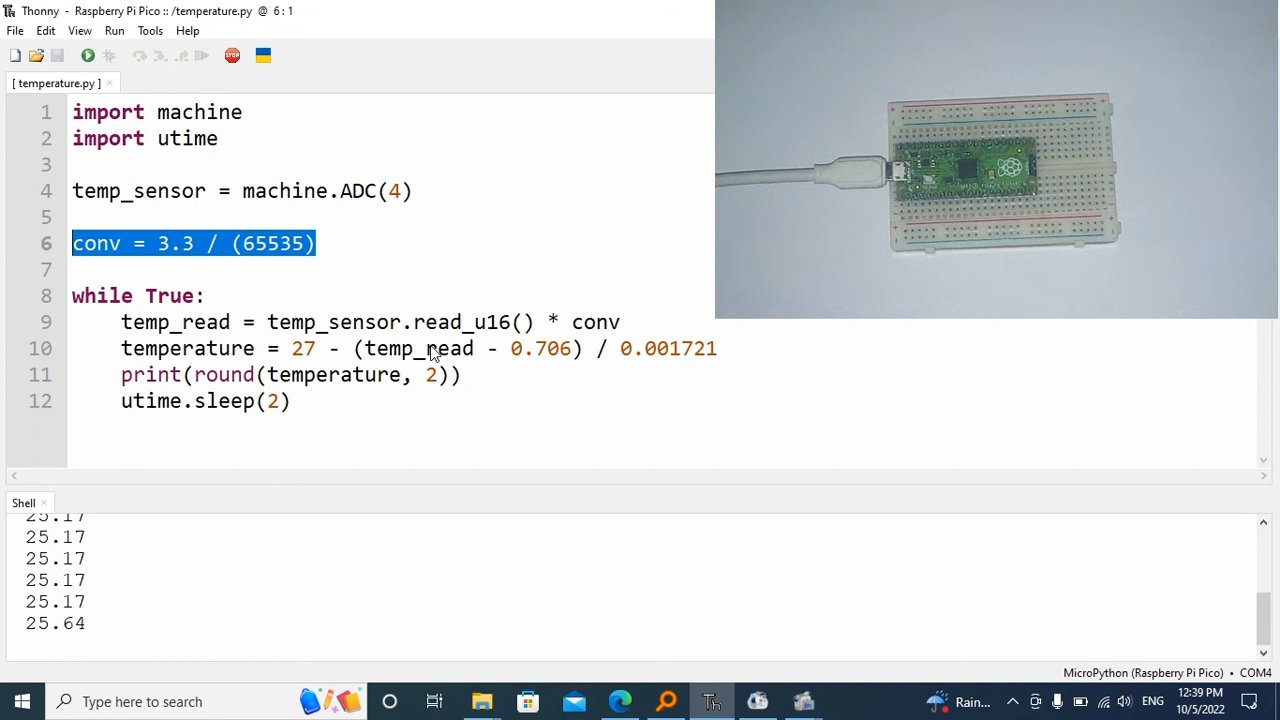 Thonny - Raspberry Pi Pico :: /temperature.py @ 6 : 1
File Edit View Run Tools Help
STOP
[ temperature.py ]
1 import machine
2 import utime
3
4 temp_sensor = machine.ADC(4)
5
6 conv = 3.3 / (65535)
7
8 while True:
9 temp_read = temp_sensor.read_u16() * conv
10 temperature = 27 - (temp_read - 0.706) / 0.001721
11 print(round(temperature, 2))
12 utime.sleep(2)
Shell
25.17
25.17
25.17
25.17
25.17
25.64
MicroPython (Raspberry Pi Pico) • COM4
Type here to search
Th
Rain...
ENG
12:39 PM
10/5/2022